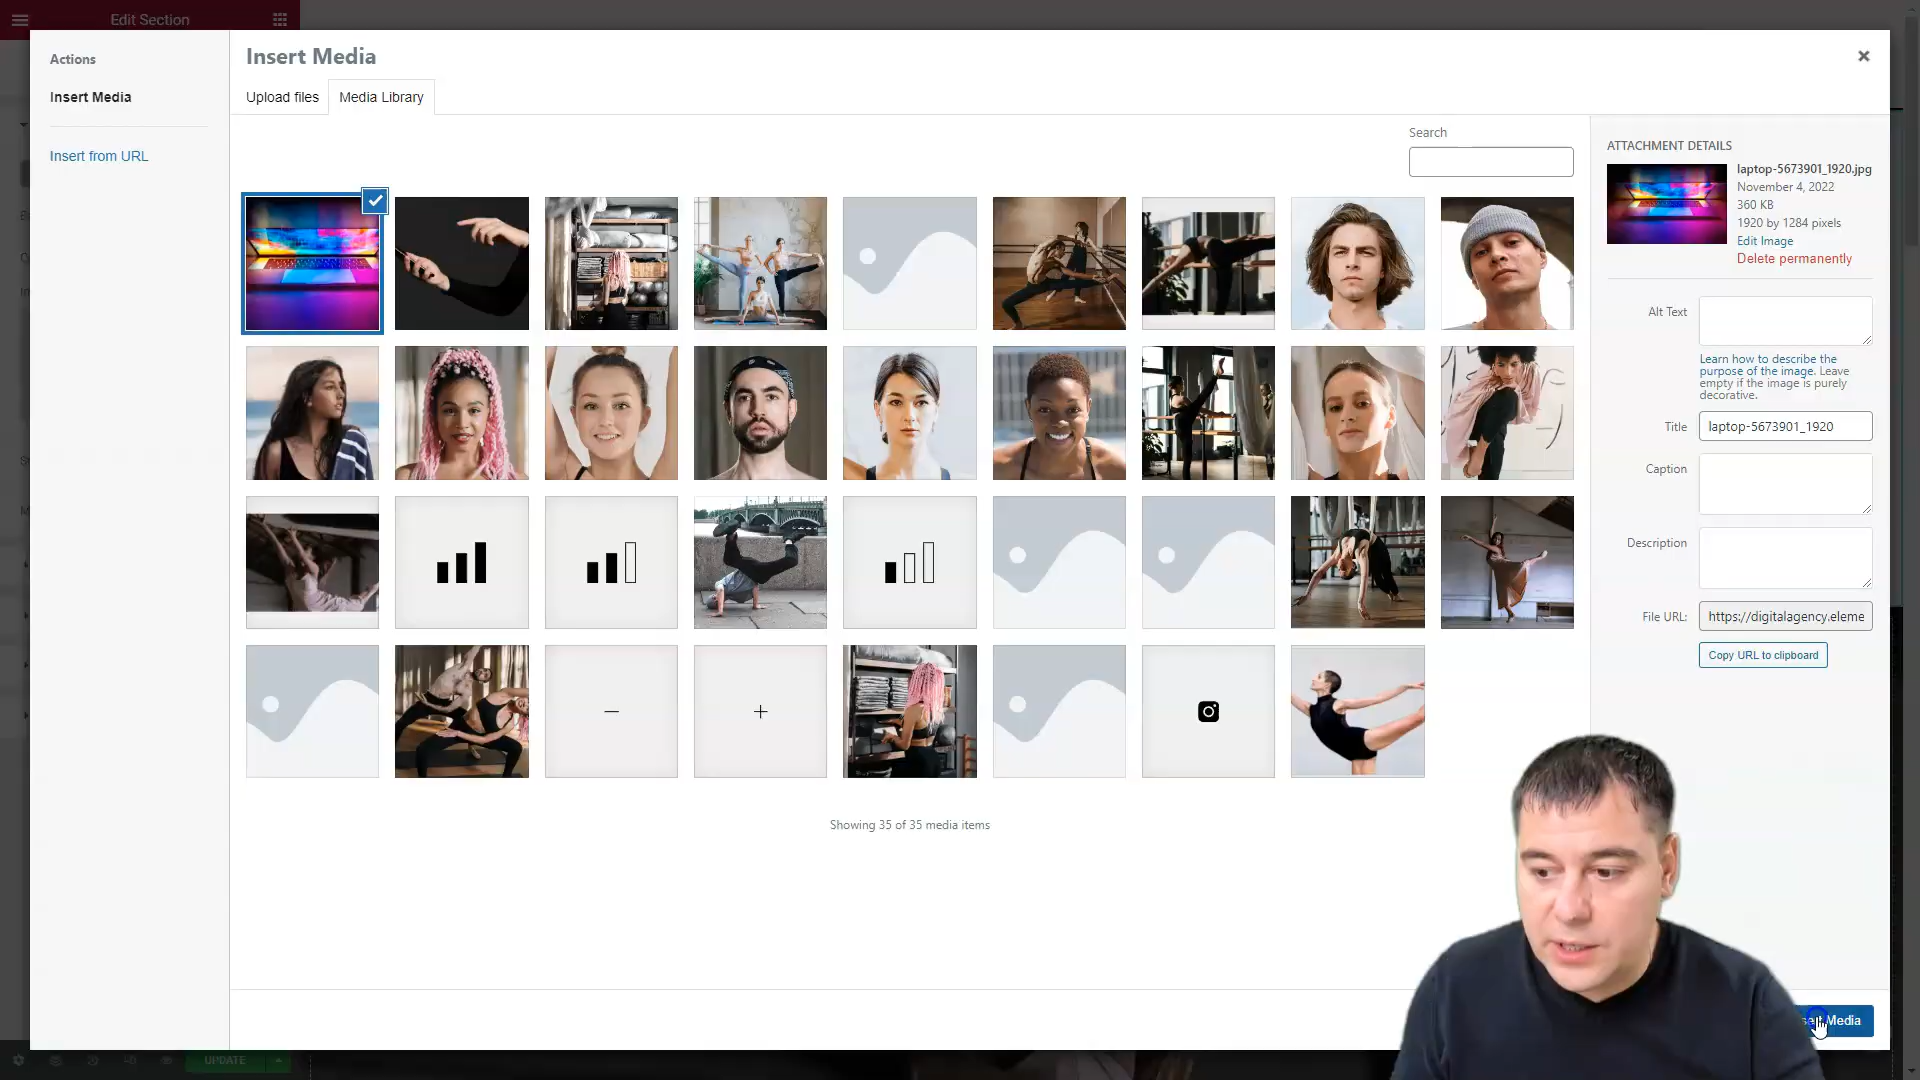 Edit Section
Actions
Insert Media
Insert from URL
Insert Media
Upload files
Media Library
Search
ATTACHMENT DETAILS
laptop-5673901_1920.jpg
November 4, 2022
360 KB
1920 by 1284 pixels
Edit Image
Delete permanently
Alt Text
Learn how to describe the
purpose of the image. Leave
empty if the image is purely
decorative.
Title
laptop-5673901_1920
Caption
Description
File URL:
https://digitalagency.eleme
Copy URL to clipboard
Showing 35 of 35 media items
Media
UPDATE